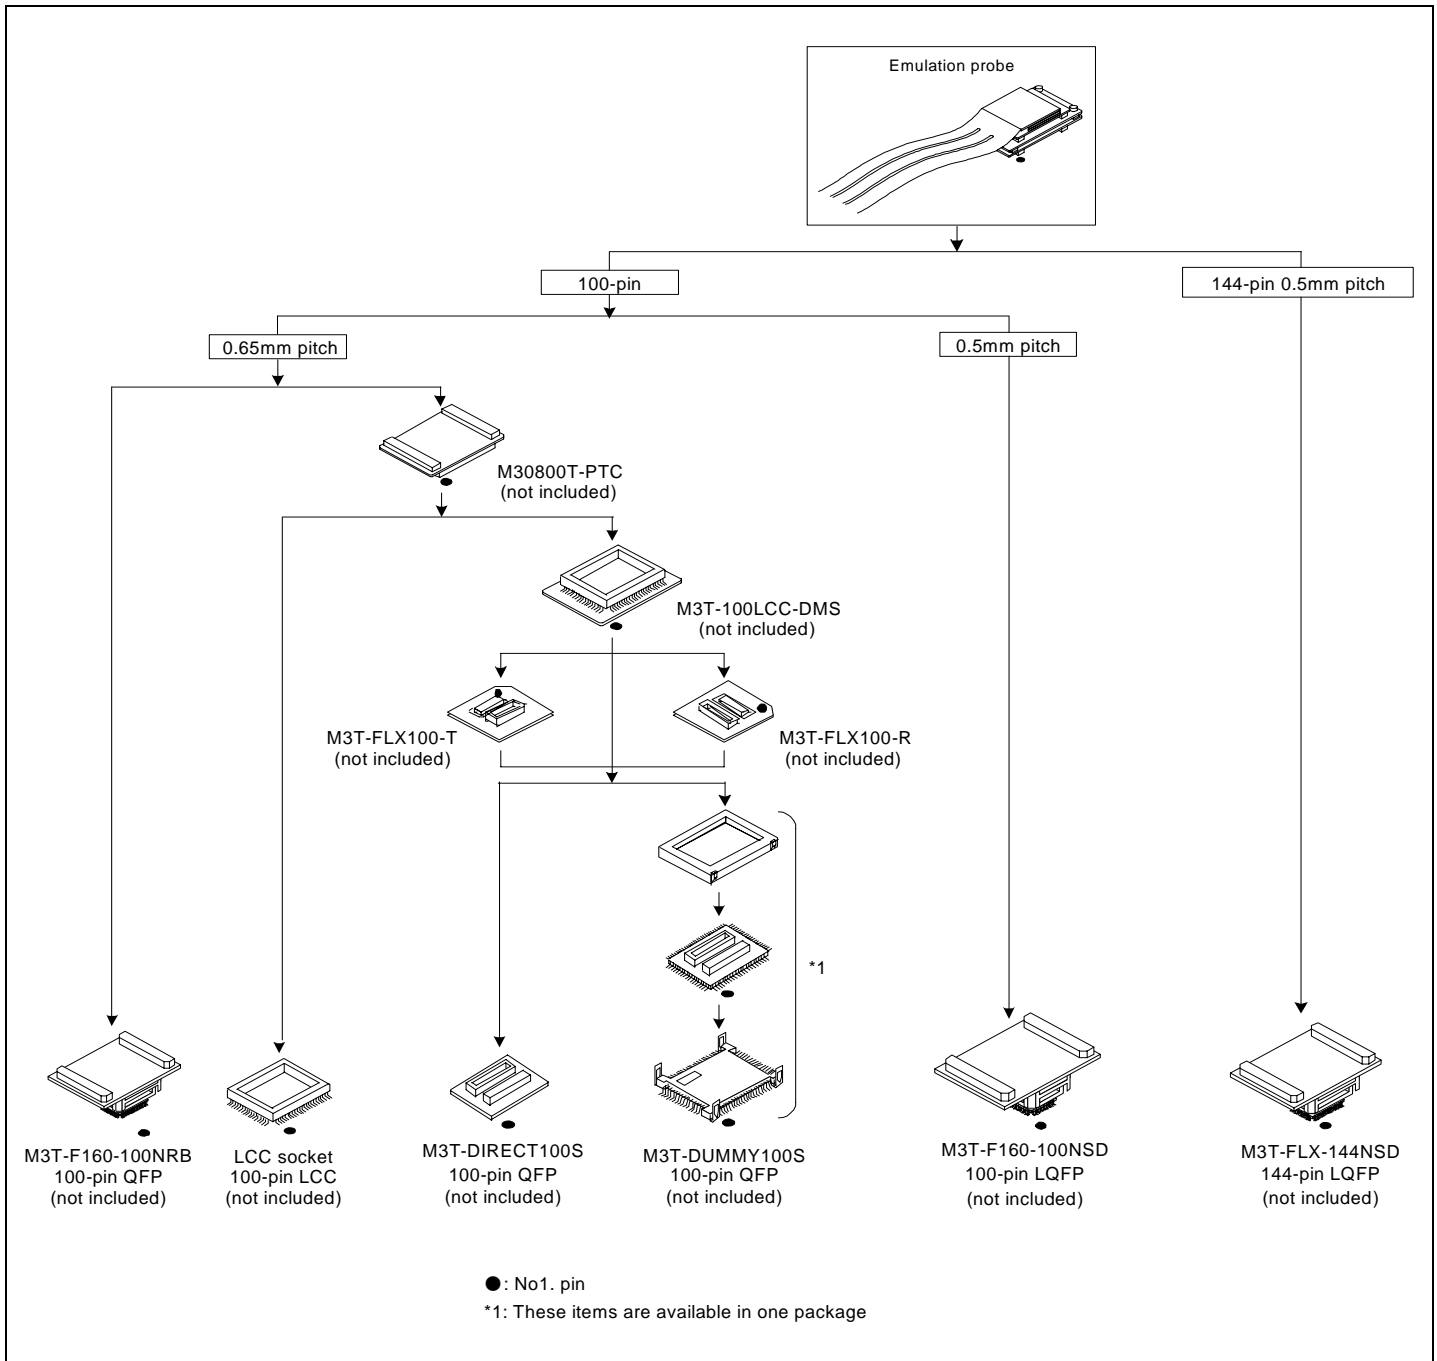 Emulation probe
100-pin
144-pin 0.5mm pitch
0.65mm pitch
0.5mm pitch
M30800T-PTC
(not included)
M3T-100LCC-DMS
(not included)
M3T-FLX100-T
(not included)
M3T-FLX100-R
(not included)
*1
M3T-F160-100NRB
100-pin QFP
(not included)
LCC socket
100-pin LCC
(not included)
M3T-DIRECT100S
100-pin QFP
(not included)
M3T-DUMMY100S
100-pin QFP
(not included)
M3T-F160-100NSD
100-pin LQFP
(not included)
M3T-FLX-144NSD
144-pin LQFP
(not included)
●: No1. pin
*1: These items are available in one package